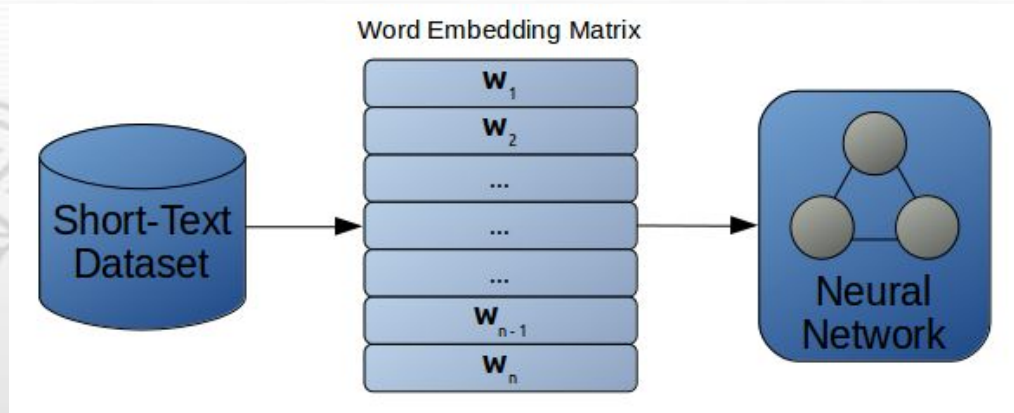 Word Embedding Matrix
W1
W2
...
...
...
Wn-1
Wn
Short-Text
Dataset
Neural
Network